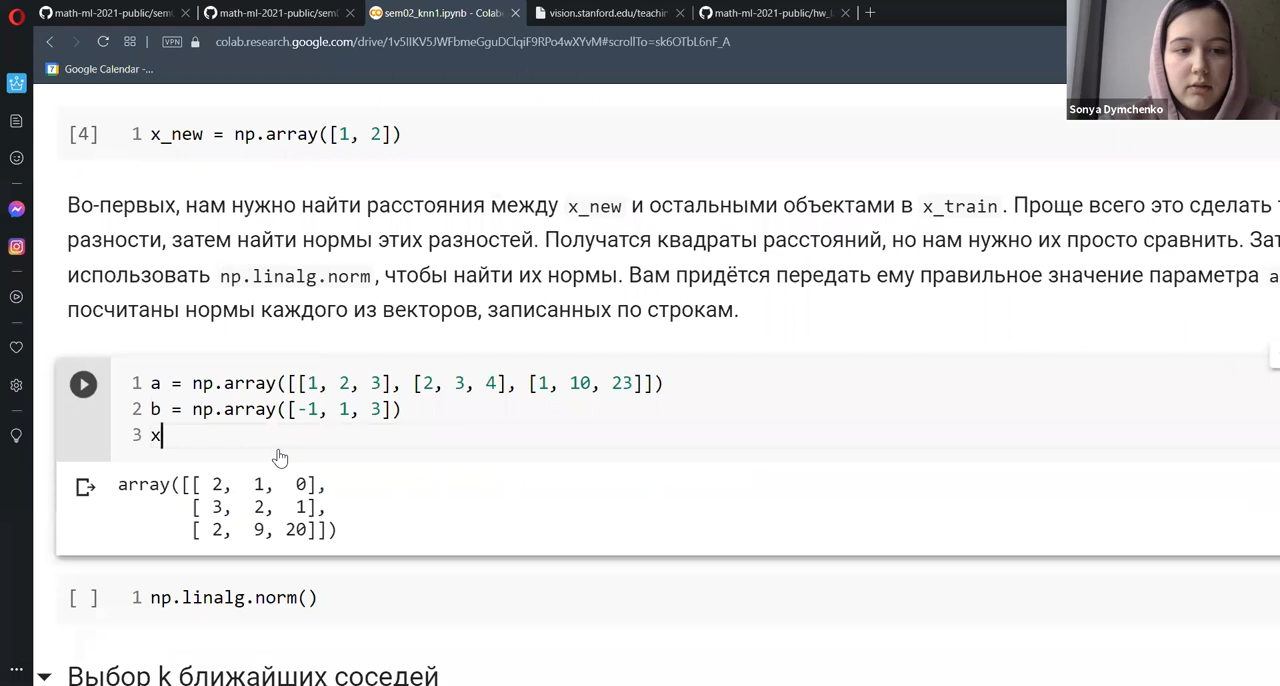 math-ml-2021-public/sem
math-ml-2021-public/sem0
sem02_knn1.ipynb - Colab
vision.stanford.edu/teachin
math-ml-2021-public/hw_
VPN
colab.research.google.com/drive/1v5IIKV5JWFbmeGguDClqiF9RPo4wXYvM#scrollTo=sk6OTbL6nF_A
7 Google Calendar -...
Sonya Dymchenko
[4] 1 x_new = np.array([1, 2])
Во-первых, нам нужно найти расстояния между x_new и остальными объектами в x_train. Проще всего это сделать
разности, затем найти нормы этих разностей. Получатся квадраты расстояний, но нам нужно их просто сравнить. Зат
использовать np.linalg.norm, чтобы найти их нормы. Вам придётся передать ему правильное значение параметра a
посчитаны нормы каждого из векторов, записанных по строкам.
1 a = np.array([[1, 2, 3], [2, 3, 4], [1, 10, 23]])
2 b = np.array([-1, 1, 3])
3 x
array([[ 2, 1, 0],
[ 3, 2, 1],
[ 2, 9, 20]])
[ ] 1 np.linalg.norm()
Выбор k ближайших соседей